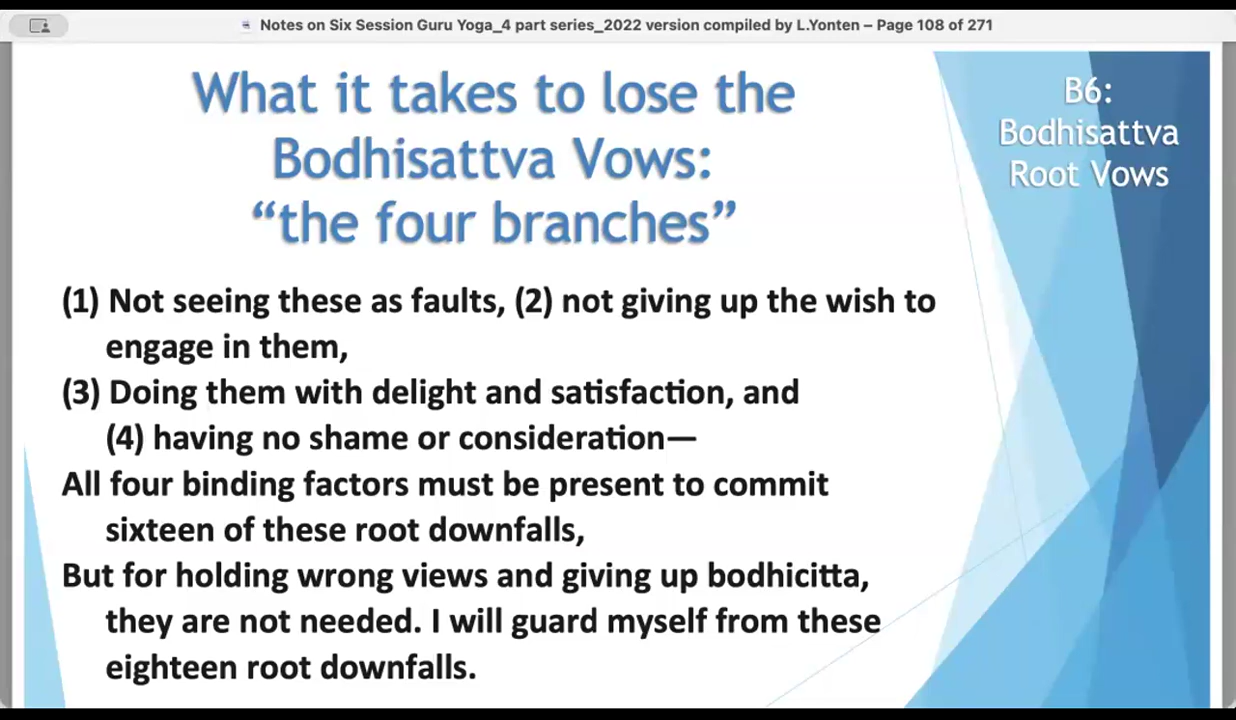 Notes on Six Session Guru Yoga_4 part series_2022 version compiled by L.Yonten – Page 108 of 271
What it takes to lose the
Bodhisattva Vows:
“the four branches”
B6:
Bodhisattva
Root Vows
(1) Not seeing these as faults, (2) not giving up the wish to
engage in them,
(3) Doing them with delight and satisfaction, and
(4) having no shame or consideration—
All four binding factors must be present to commit
sixteen of these root downfalls,
But for holding wrong views and giving up bodhicitta,
they are not needed. I will guard myself from these
eighteen root downfalls.